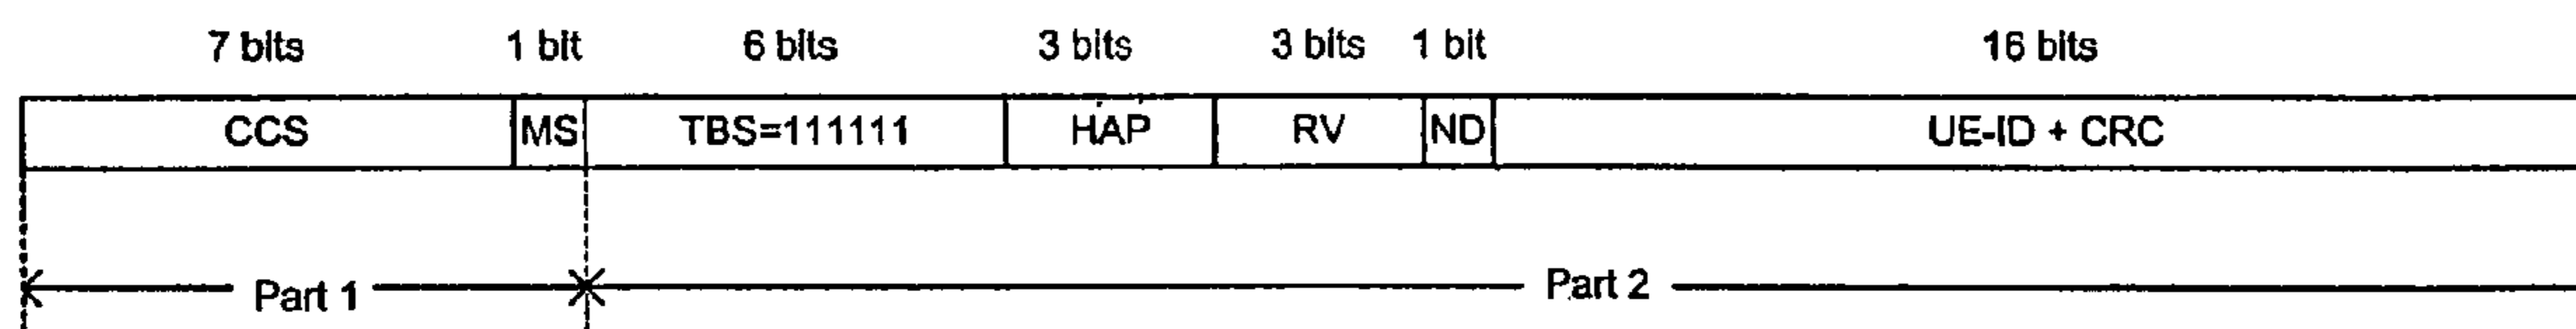 7 bits 1 bit 6 bits 3 bits 3 bits 1 bit 16 bits
CCS MS TBS=111111 HAP RV ND UE-ID + CRC
Part 1 Part 2